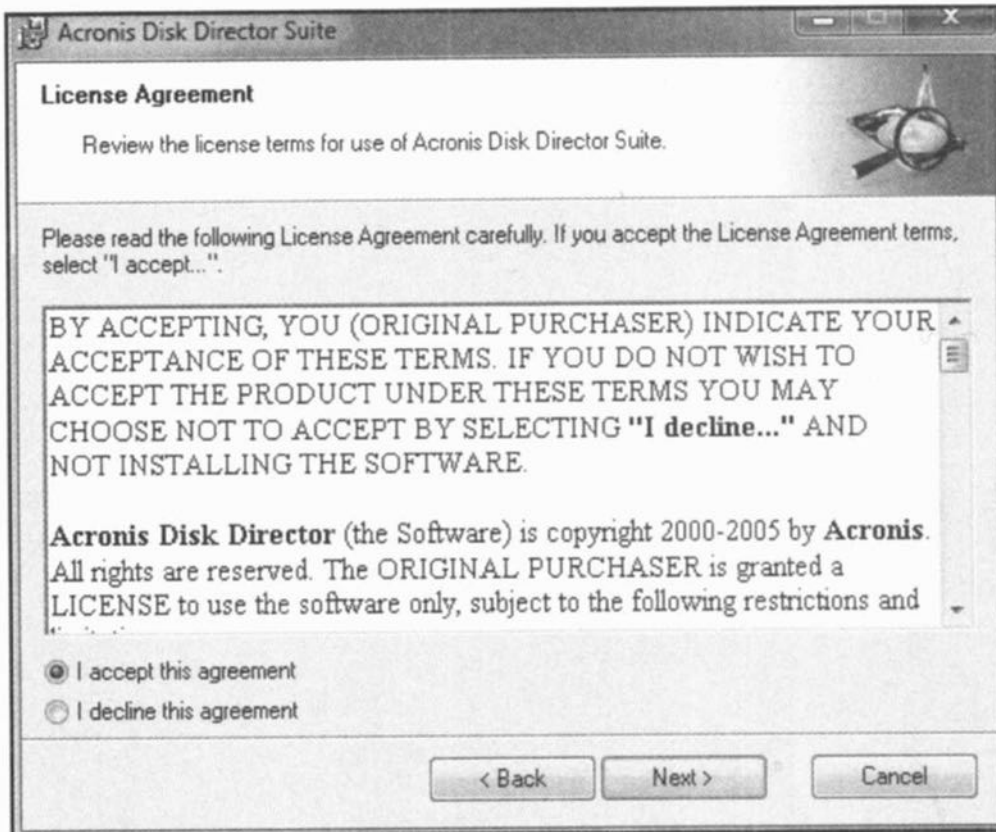 Acronis Disk Director Suite
License Agreement
Review the license terms for use of Acronis Disk Director Suite.
Please read the following License Agreement carefully. If you accept the License Agreement terms,
select "I accept...".
BY ACCEPTING, YOU (ORIGINAL PURCHASER) INDICATE YOUR
ACCEPTANCE OF THESE TERMS. IF YOU DO NOT WISH TO
ACCEPT THE PRODUCT UNDER THESE TERMS YOU MAY
CHOOSE NOT TO ACCEPT BY SELECTING "I decline..." AND
NOT INSTALLING THE SOFTWARE.
Acronis Disk Director (the Software) is copyright 2000-2005 by Acronis.
All rights are reserved. The ORIGINAL PURCHASER is granted a
LICENSE to use the software only, subject to the following restrictions and
I accept this agreement
I decline this agreement
< Back
Next >
Cancel